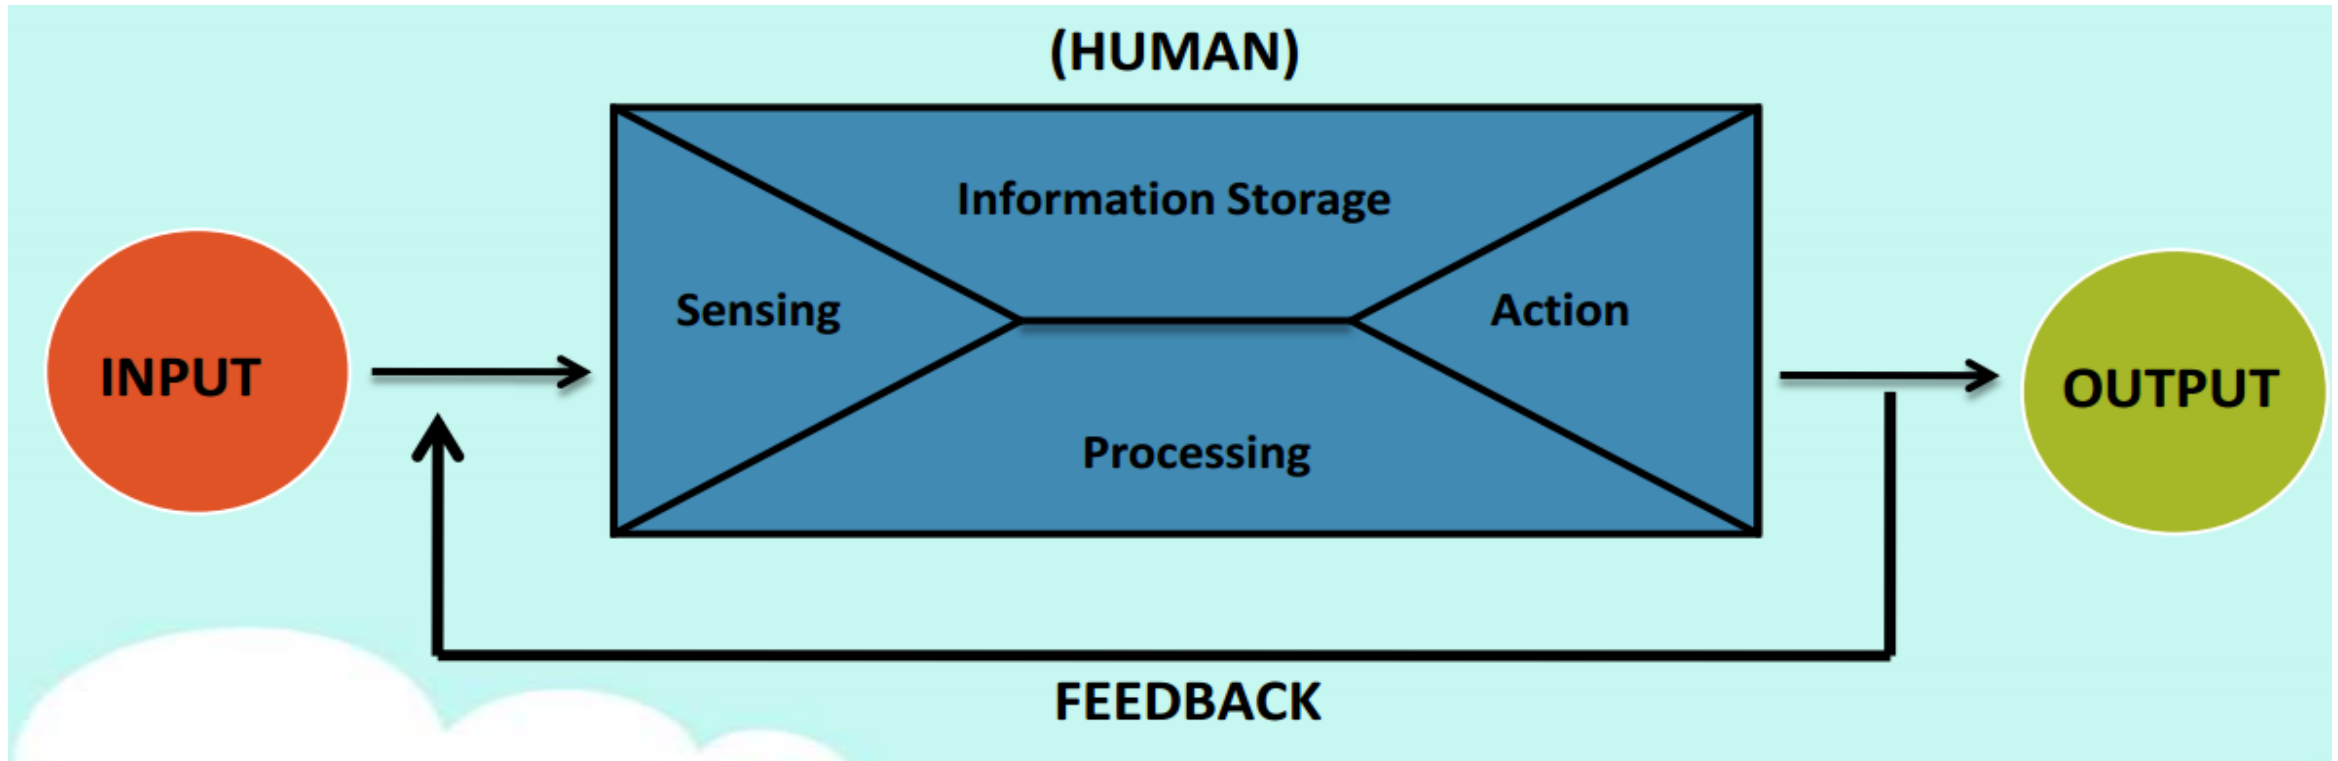 (HUMAN)
Information Storage
Sensing
Action
INPUT
OUTPUT
Processing
FEEDBACK